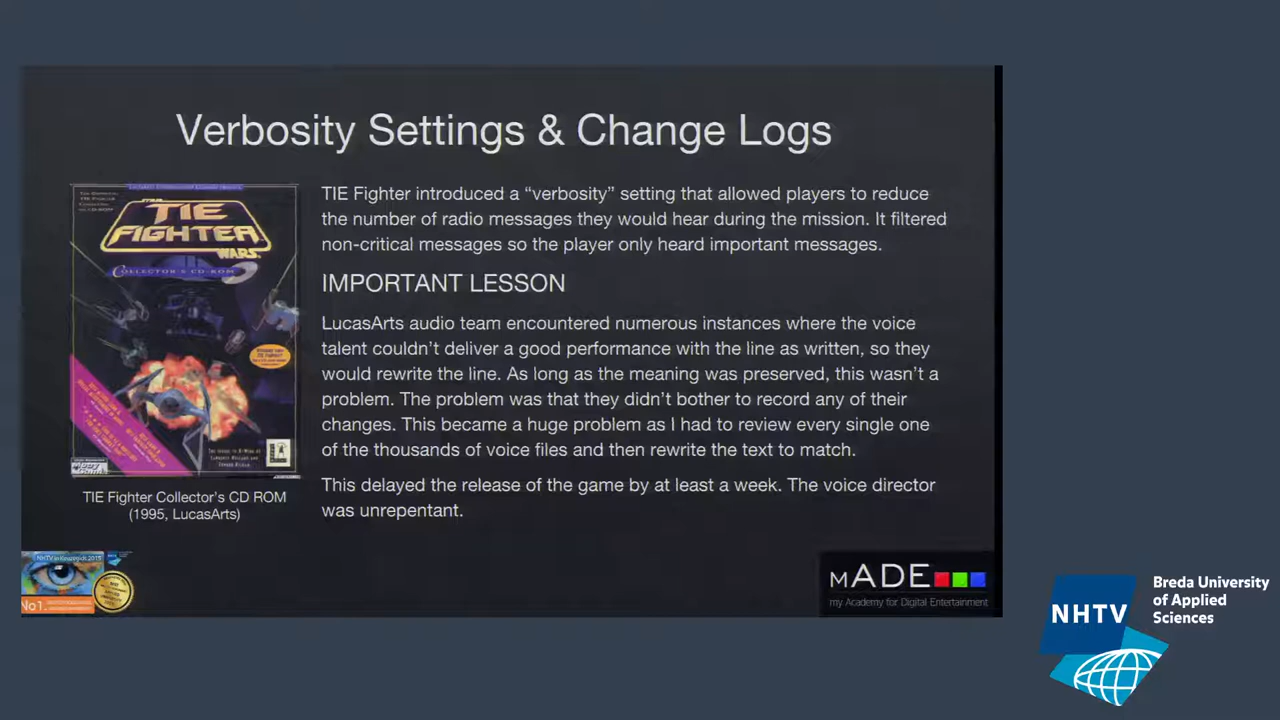 Verbosity Settings & Change Logs
TIE Fighter introduced a “verbosity” setting that allowed players to reduce
the number of radio messages they would hear during the mission. It filtered
non-critical messages so the player only heard important messages.
IMPORTANT LESSON
LucasArts audio team encountered numerous instances where the voice
talent couldn’t deliver a good performance with the line as written, so they
would rewrite the line. As long as the meaning was preserved, this wasn’t a
problem. The problem was that they didn’t bother to record any of their
changes. This became a huge problem as I had to review every single one
of the thousands of voice files and then rewrite the text to match.
This delayed the release of the game by at least a week. The voice director
was unrepentant.
STAR
TIE
FIGHTER
WARS
COLLECTOR'S CD-ROM
TIE Fighter Collector’s CD ROM
(1995, LucasArts)
No1.
mADE
my Academy for Digital Entertainment
NHTV
Breda University
of Applied
Sciences